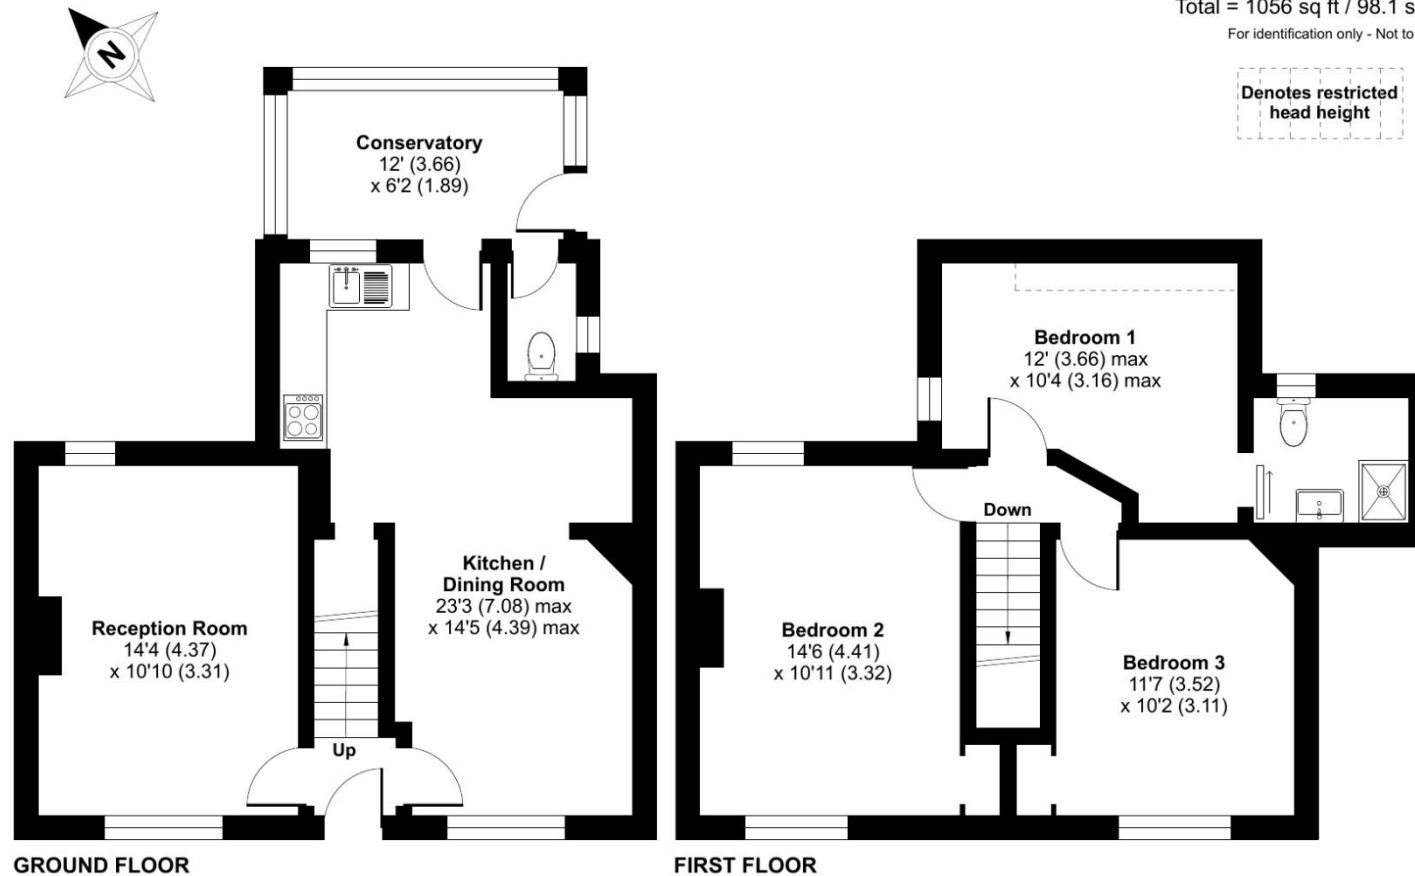 Total = 1056 sq ft / 98.1 s
For identification only - Not to
N
Denotes restricted
head height
Conservatory
12' (3.66)
x 6'2 (1.89)
Bedroom 1
12' (3.66) max
x 10'4 (3.16) max
Down
Kitchen /
Dining Room
23'3 (7.08) max
x 14'5 (4.39) max
Reception Room
14'4 (4.37)
x 10'10 (3.31)
Bedroom 2
14'6 (4.41)
x 10'11 (3.32)
Bedroom 3
11'7 (3.52)
x 10'2 (3.11)
Up
GROUND FLOOR
FIRST FLOOR